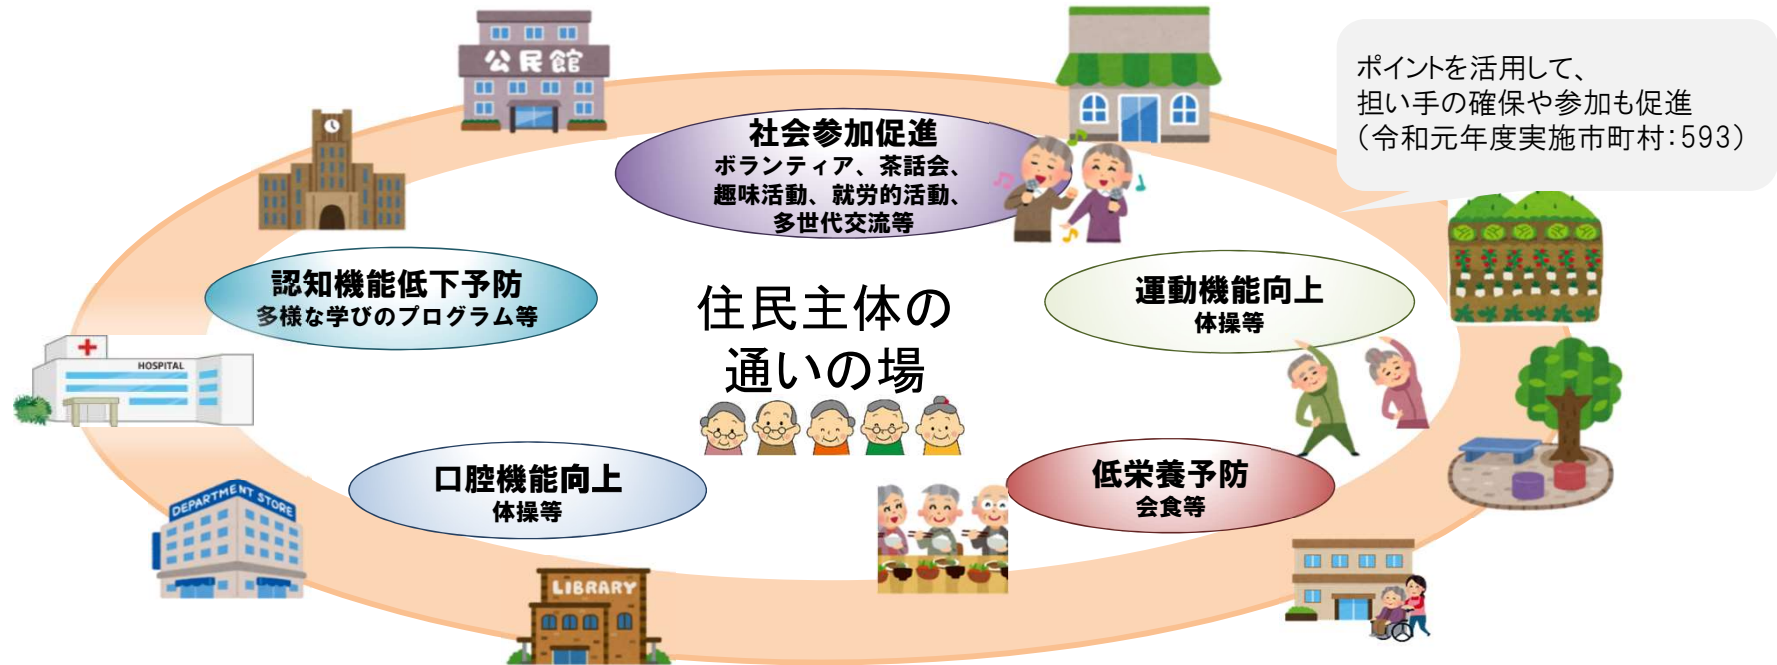 公民館
ポイントを活用して、
担い手の確保や参加も促進
(令和元年度実施市町村:593)
社会参加促進
ボランティア、茶話会、
趣味活動、就労的活動、
多世代交流等
認知機能低下予防
多様な学びのプログラム等
運動機能向上
体操等
住民主体の
通いの場
HOSPITAL
口腔機能向上
体操等
低栄養予防
会食等
DEPARTMENT STORE
LIBRARY